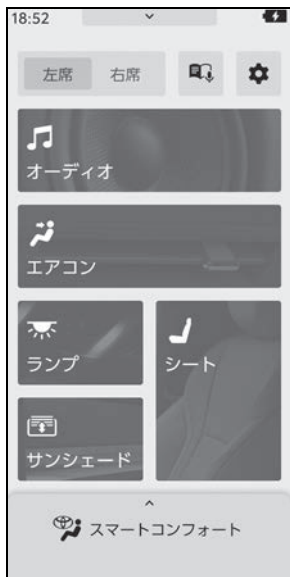 18:52
左席 右席
オーディオ
エアコン
ランプ
シート
サンシェード
スマートコンフォート